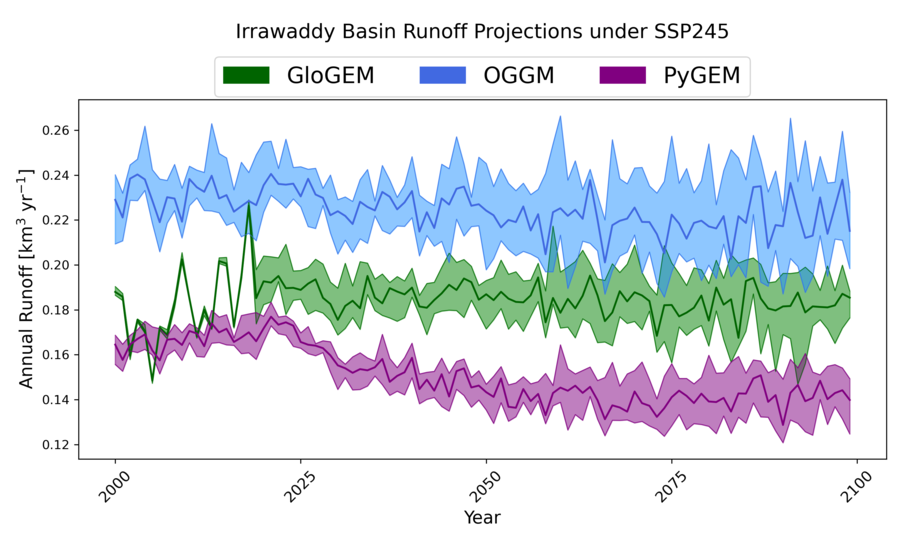 Irrawaddy Basin Runoff Projections under SSP245
GloGEM OGGM PyGEM
Annual Runoff [km³ yr⁻¹]
0.26
0.24
0.22
0.20
0.18
0.16
0.14
0.12
2000 2025 2050 2075 2100
Year